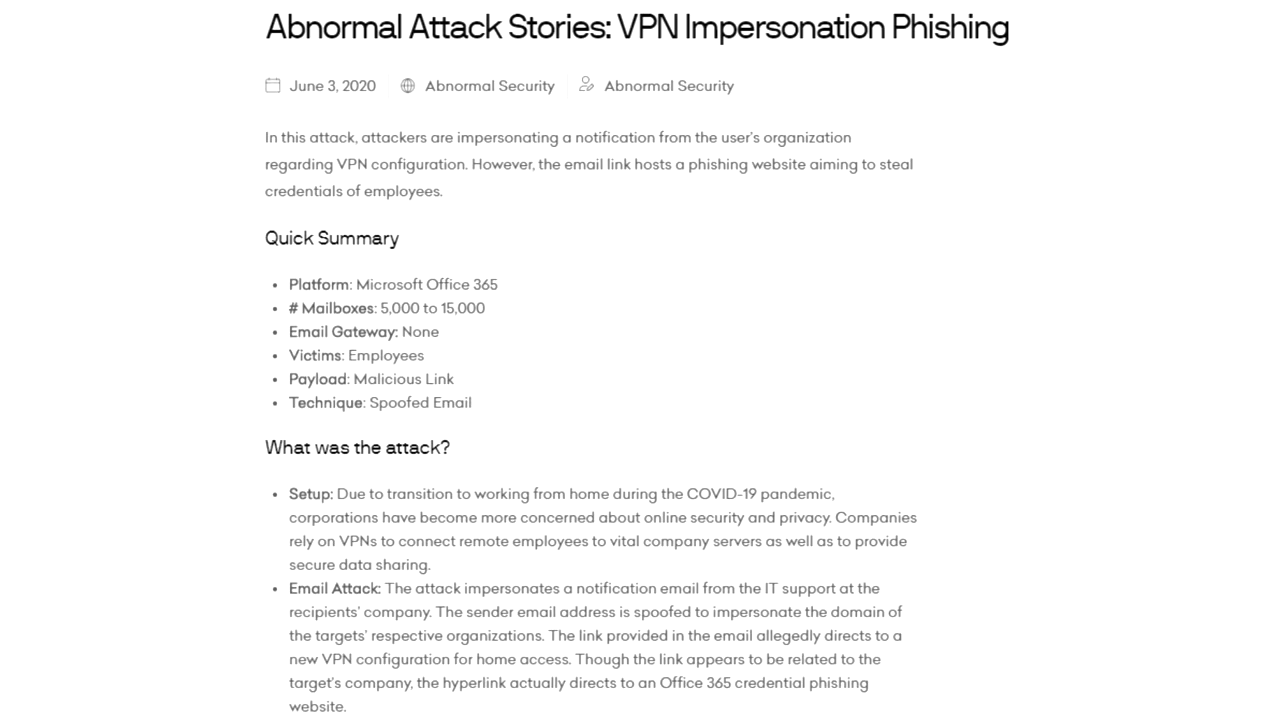 Abnormal Attack Stories: VPN Impersonation Phishing
June 3, 2020 Abnormal Security Abnormal Security
In this attack, attackers are impersonating a notification from the user's organization
regarding VPN configuration. However, the email link hosts a phishing website aiming to steal
credentials of employees.
Quick Summary
• Platform: Microsoft Office 365
• # Mailboxes: 5,000 to 15,000
• Email Gateway: None
• Victims: Employees
• Payload: Malicious Link
• Technique: Spoofed Email
What was the attack?
• Setup: Due to transition to working from home during the COVID-19 pandemic,
corporations have become more concerned about online security and privacy. Companies
rely on VPNs to connect remote employees to vital company servers as well as to provide
secure data sharing.
• Email Attack: The attack impersonates a notification email from the IT support at the
recipients' company. The sender email address is spoofed to impersonate the domain of
the targets' respective organizations. The link provided in the email allegedly directs to a
new VPN configuration for home access. Though the link appears to be related to the
target's company, the hyperlink actually directs to an Office 365 credential phishing
website.